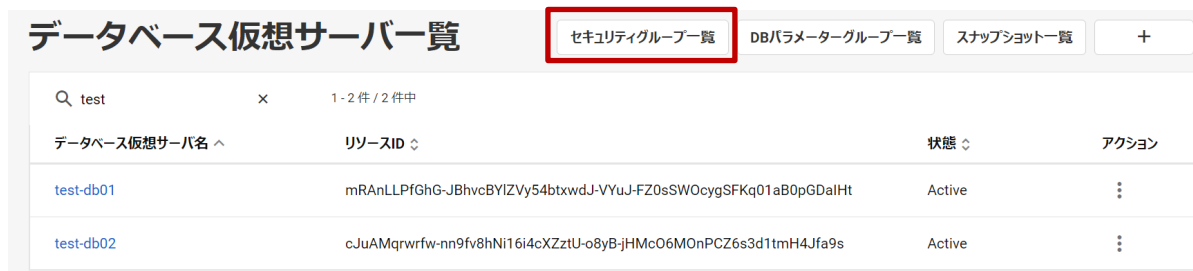 データベース仮想サーバ一覧
セキュリティグループ一覧 DBパラメーターグループ一覧 スナップショット一覧 +
test × 1 - 2 件 / 2 件中
データベース仮想サーバ名 リソースID 状態 アクション
test-db01 mRAnLLPfGhG-JBhvcBYlZVy54btxwdJ-VYuJ-FZ0sSWOcygSFKq01aB0pGDaIHt Active
test-db02 cJuAMqrwrfw-nn9fv8hNi16i4cXZztU-o8yB-jHMcO6MOnPCZ6s3d1tmH4Jfa9s Active